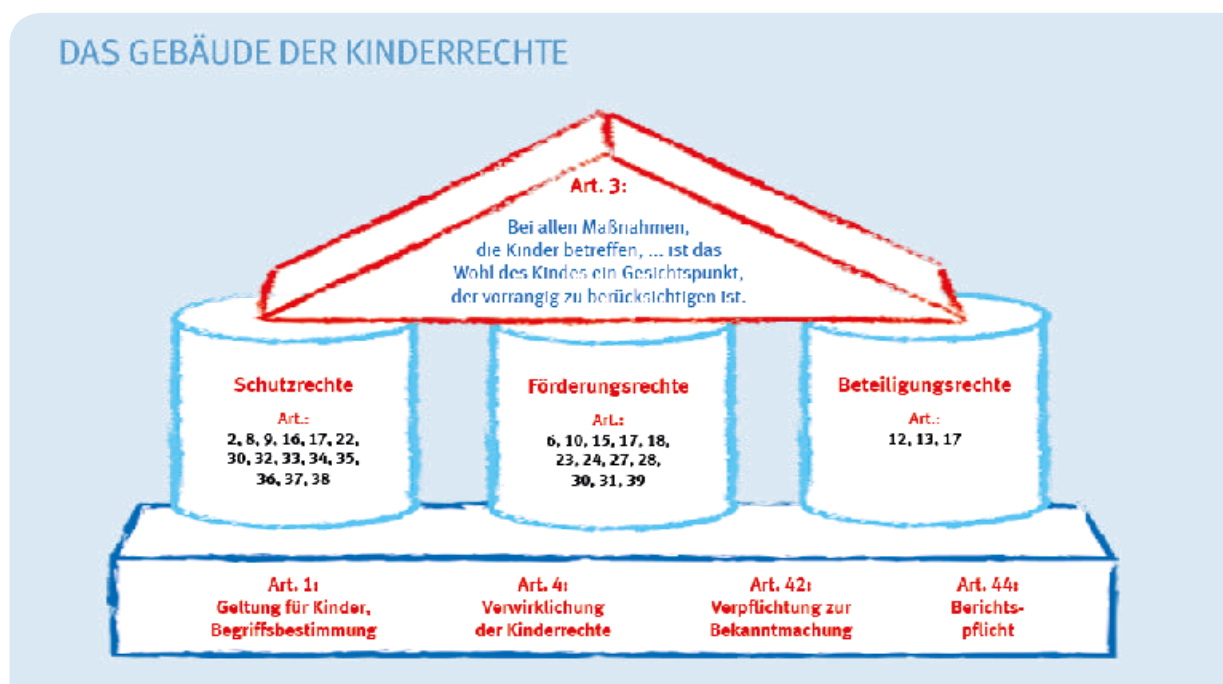 DAS GEBÄUDE DER KINDERRECHTE
Art. 3:
Bei allen Maßnahmen,
die Kinder betreffen, ... ist das
Wohl des Kindes ein Gesichtspunkt,
der vorrangig zu berücksichtigen ist.
Schutzrechte
Art.:
2, 8, 9, 16, 17, 22,
30, 32, 33, 34, 35,
36, 37, 38
Förderungsrechte
Art.:
6, 10, 15, 17, 18,
23, 24, 27, 28,
30, 31, 39
Beteiligungsrechte
Art.:
12, 13, 17
Art. 1:
Geltung für Kinder,
Begriffsbestimmung
Art. 4:
Verwirklichung
der Kinderrechte
Art. 42:
Verpflichtung zur
Bekanntmachung
Art. 44:
Berichts-
pflicht